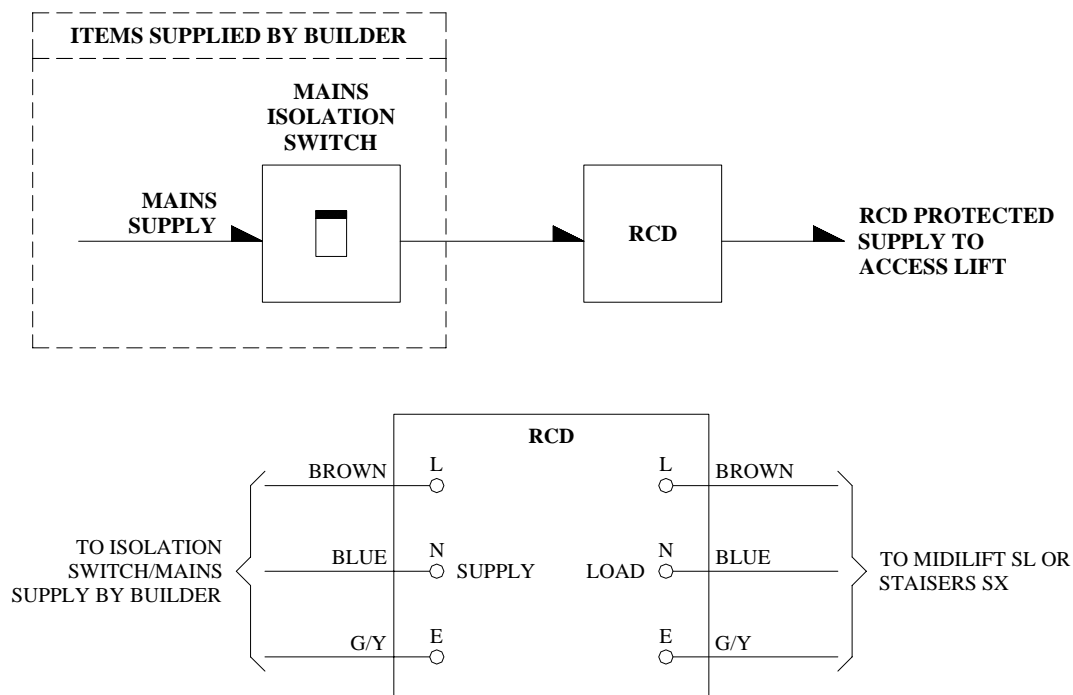 ITEMS SUPPLIED BY BUILDER
MAINS
ISOLATION
SWITCH
MAINS
SUPPLY
RCD
RCD PROTECTED
SUPPLY TO
ACCESS LIFT
RCD
BROWN
L
L
BROWN
TO ISOLATION
SWITCH/MAINS
SUPPLY BY BUILDER
BLUE
N
SUPPLY
LOAD
N
BLUE
TO MIDILIFT SL OR
STAISERS SX
G/Y
E
E
G/Y